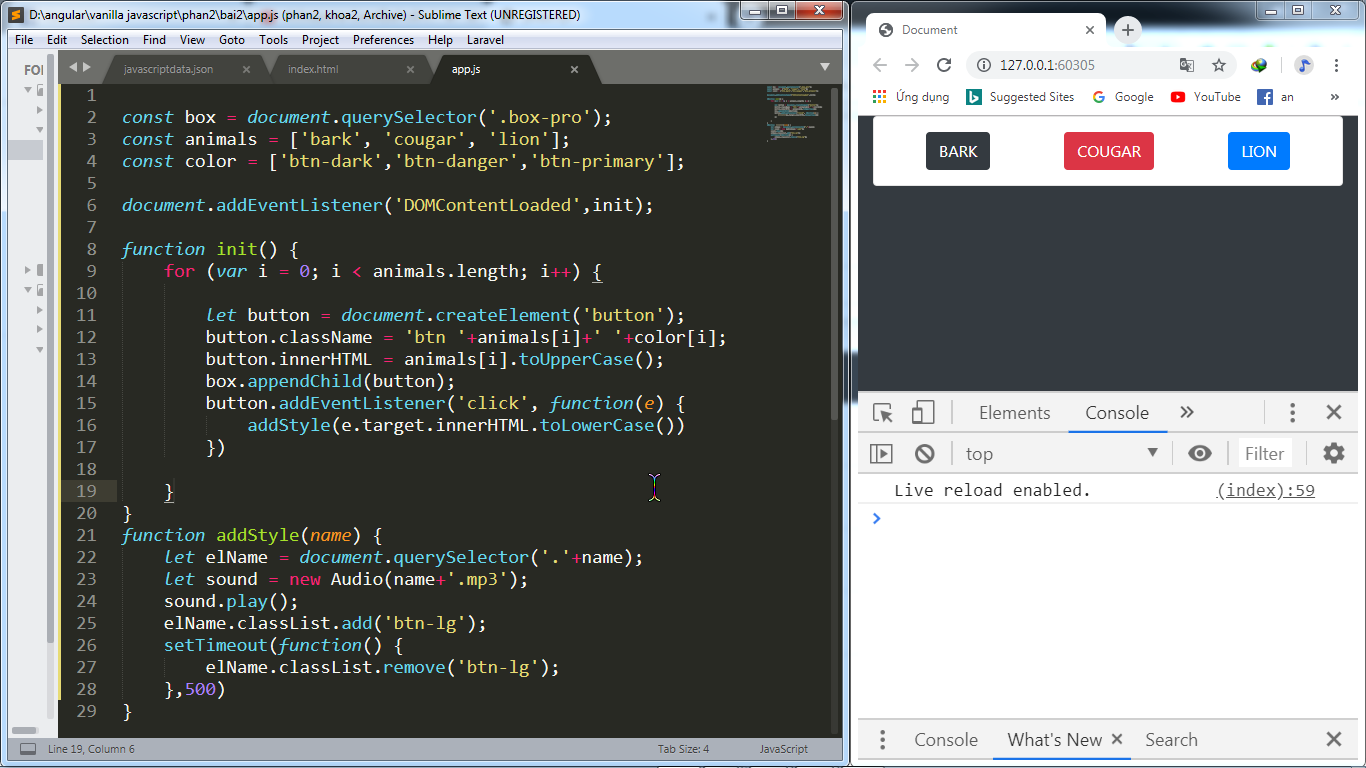 D:\angular\vanilla javascript\phan2\bai2\app.js (phan2, khoa2, Archive) - Sublime Text (UNREGISTERED)
File Edit Selection Find View Goto Tools Project Preferences Help Laravel
javascriptdata.json × index.html × app.js ×
1
2 const box = document.querySelector('.box-pro');
3 const animals = ['bark', 'cougar', 'lion'];
4 const color = ['btn-dark','btn-danger','btn-primary'];
5
6 document.addEventListener('DOMContentLoaded',init);
7
8 function init() {
9     for (var i = 0; i < animals.length; i++) {
10
11         let button = document.createElement('button');
12         button.className = 'btn '+animals[i]+' '+color[i];
13         button.innerHTML = animals[i].toUpperCase();
14         box.appendChild(button);
15         button.addEventListener('click', function(e) {
16             addStyle(e.target.innerHTML.toLowerCase())
17         })
18
19     }
20 }
21 function addStyle(name) {
22     let elName = document.querySelector('.'+name);
23     let sound = new Audio(name+'.mp3');
24     sound.play();
25     elName.classList.add('btn-lg');
26     setTimeout(function() {
27         elName.classList.remove('btn-lg');
28     },500)
29 }
Line 19, Column 6 Tab Size: 4 JavaScript
Document
127.0.0.1:60305
Ứng dụng Suggested Sites Google YouTube an »
BARK COUGAR LION
Elements Console »
top Filter
Live reload enabled. (index):59
Console What's New × Search